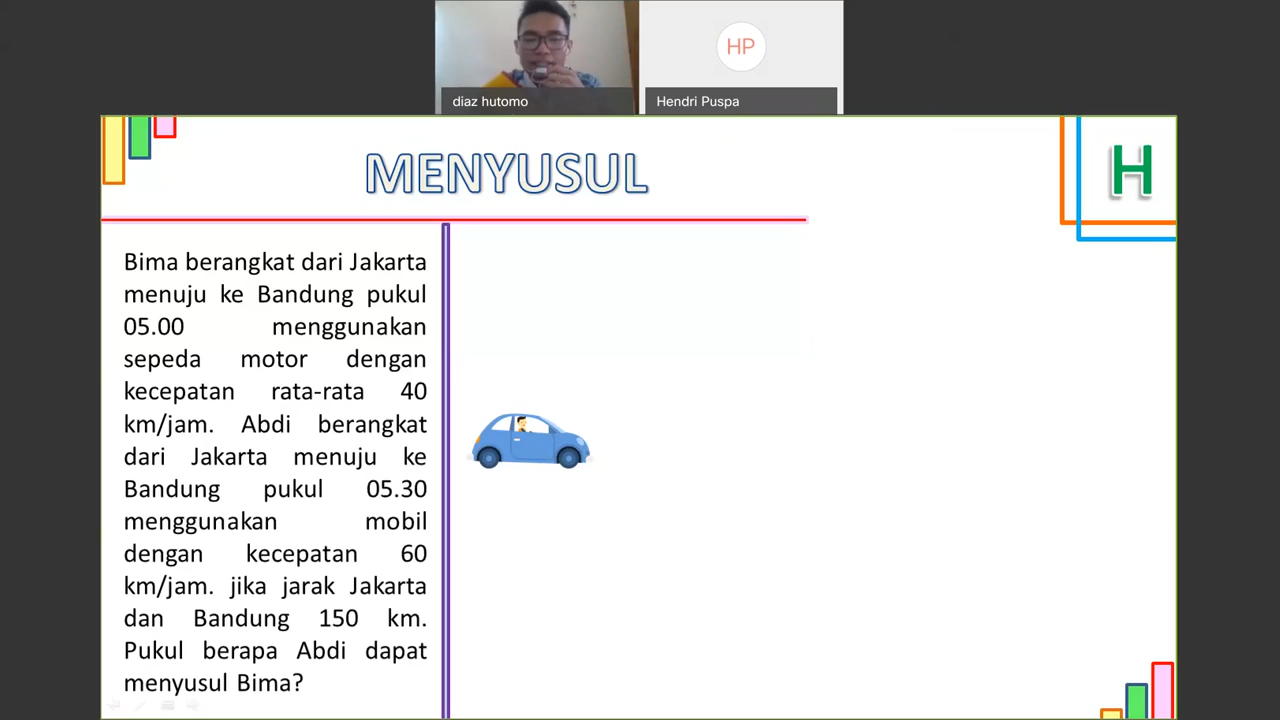 HP
diaz hutomo
Hendri Puspa
MENYUSUL
H
Bima berangkat dari Jakarta
menuju ke Bandung pukul
05.00 menggunakan
sepeda motor dengan
kecepatan rata-rata 40
km/jam. Abdi berangkat
dari Jakarta menuju ke
Bandung pukul 05.30
menggunakan mobil
dengan kecepatan 60
km/jam. jika jarak Jakarta
dan Bandung 150 km.
Pukul berapa Abdi dapat
menyusul Bima?